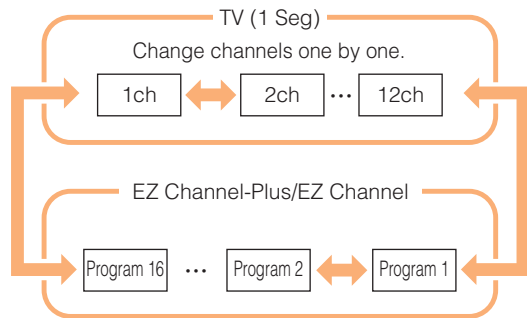 TV (1 Seg)
Change channels one by one.
1ch 2ch ••• 12ch
EZ Channel-Plus/EZ Channel
Program 16 ••• Program 2 Program 1